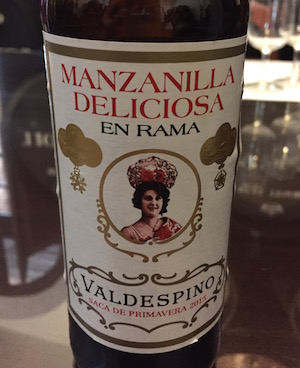 MANZANILLA
DELICIOSA
EN RAMA
VALDESPINO
SACA DE PRIMAVERA 2015